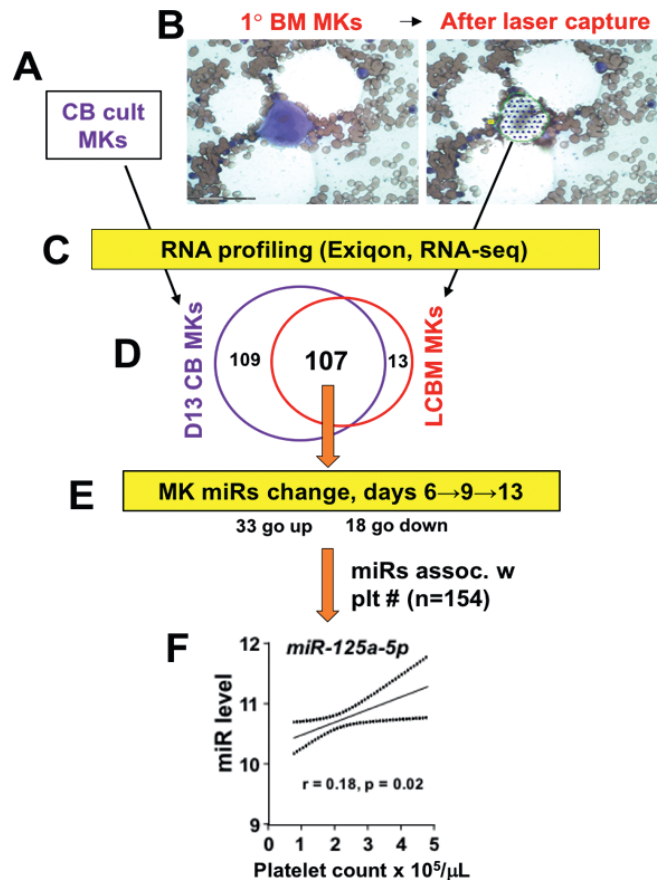 B
1° BM MKs → After laser capture
A
CB cult
MKs
C
RNA profiling (Exiqon, RNA-seq)
D
D13 CB MKs
109
107
13
LCBM MKs
E
MK miRs change, days 6→9→13
33 go up 18 go down
miRs assoc. w
plt # (n=154)
F
miR-125a-5p
miR level
12
11
10
9
r = 0.18, p = 0.02
0 1 2 3 4 5
Platelet count x 10⁵/μL